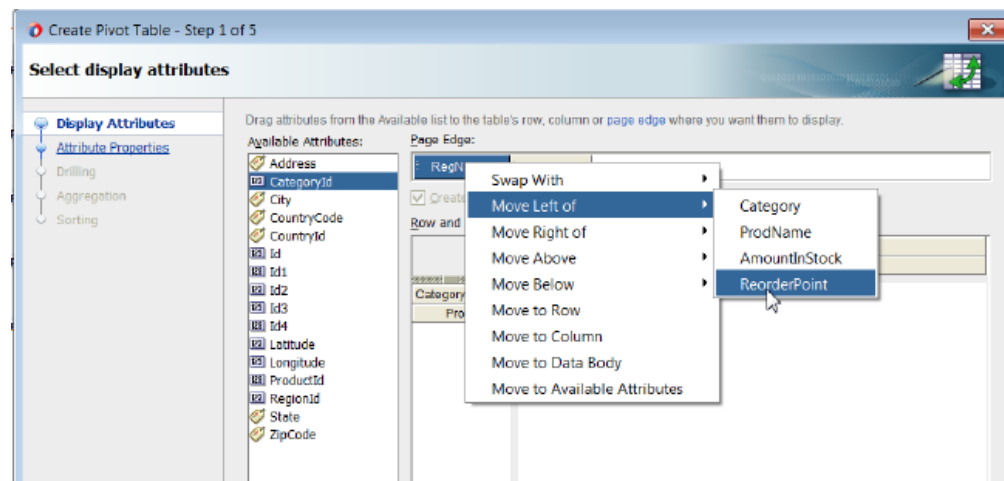 Create Pivot Table - Step 1 of 5
Select display attributes
Display Attributes
Attribute Properties
Drilling
Aggregation
Sorting
Drag attributes from the Available list to the table's row, column or page edge where you want them to display.
Available Attributes:
Address
CategoryId
City
CountryCode
CountryId
Id
Id1
Id2
Id3
Id4
Latitude
Longitude
ProductId
RegionId
State
ZipCode
Page Edge:
RegN
Create
Row and
Category
Pro
Swap With
Move Left of
Move Right of
Move Above
Move Below
Move to Row
Move to Column
Move to Data Body
Move to Available Attributes
Category
ProdName
AmountInStock
ReorderPoint